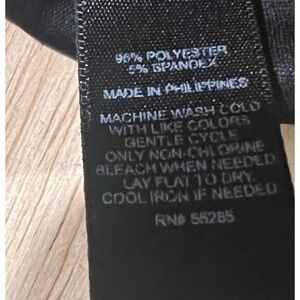 95% POLYESTER
5% SPANDEX
MADE IN PHILIPPINES
MACHINE WASH COLD
WITH LIKE COLORS
GENTLE CYCLE
ONLY NON-CHLORINE
BLEACH WHEN NEEDED
LAY FLAT TO DRY
COOL IRON IF NEEDED
RN# 55285